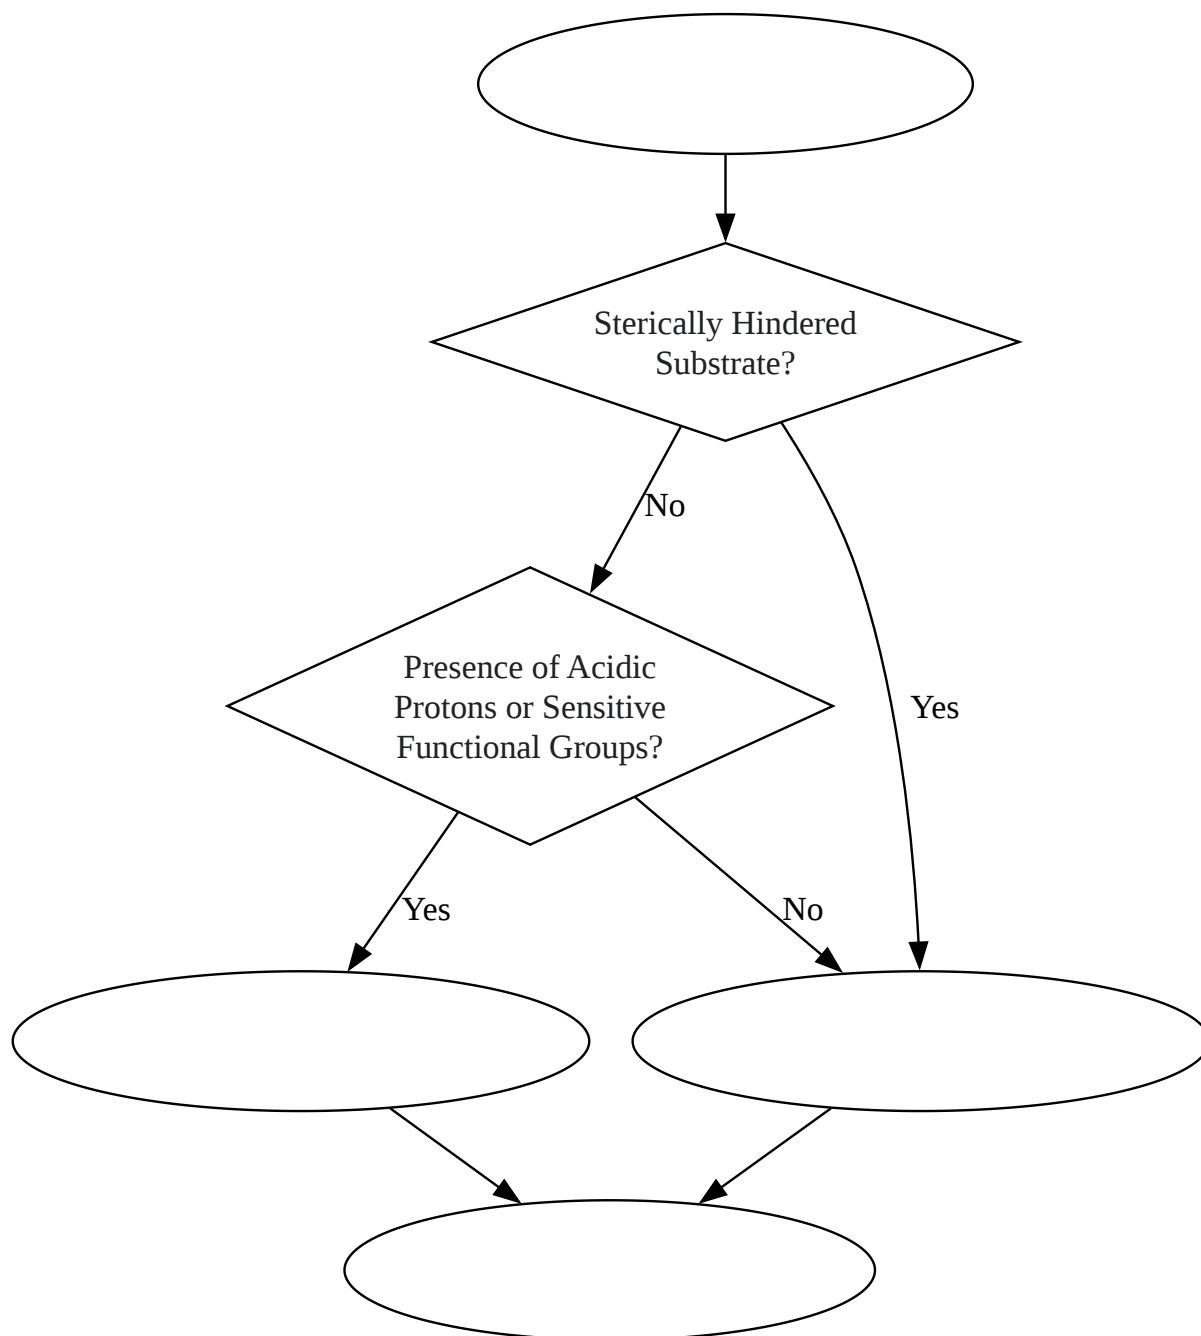 Sterically Hindered
Substrate?
No
Presence of Acidic
Protons or Sensitive
Functional Groups?
Yes
Yes
No